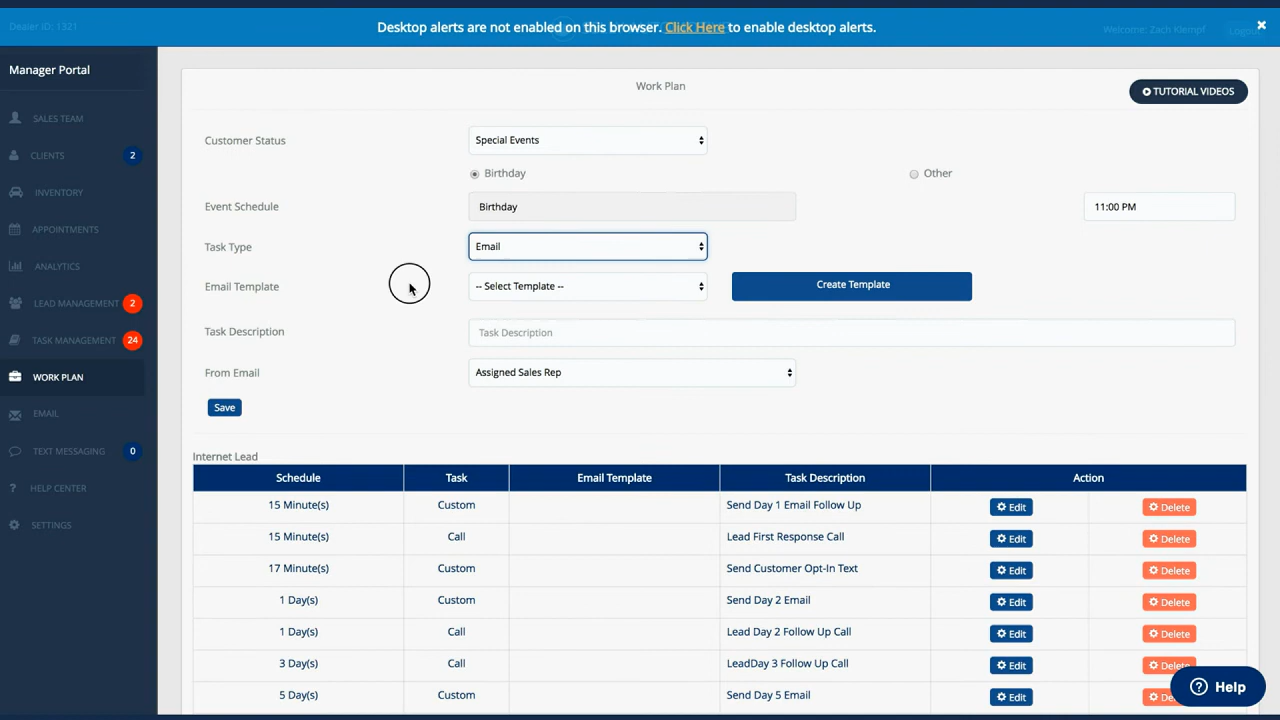 Desktop alerts are not enabled on this browser. Click Here to enable desktop alerts.
Dealer ID: 1321
Welcome: Zach Klempf
Manager Portal
SALES TEAM
CLIENTS 2
INVENTORY
APPOINTMENTS
ANALYTICS
LEAD MANAGEMENT 2
TASK MANAGEMENT 24
WORK PLAN
EMAIL
TEXT MESSAGING 0
HELP CENTER
SETTINGS
Work Plan
TUTORIAL VIDEOS
Customer Status Special Events
Birthday Other
Event Schedule Birthday 11:00 PM
Task Type Email
Email Template -- Select Template -- Create Template
Task Description Task Description
From Email Assigned Sales Rep
Save
Internet Lead
Schedule Task Email Template Task Description Action
15 Minute(s) Custom Send Day 1 Email Follow Up Edit Delete
15 Minute(s) Call Lead First Response Call Edit Delete
17 Minute(s) Custom Send Customer Opt-In Text Edit Delete
1 Day(s) Custom Send Day 2 Email Edit Delete
1 Day(s) Call Lead Day 2 Follow Up Call Edit Delete
3 Day(s) Call LeadDay 3 Follow Up Call Edit Delete
5 Day(s) Custom Send Day 5 Email Edit
Help